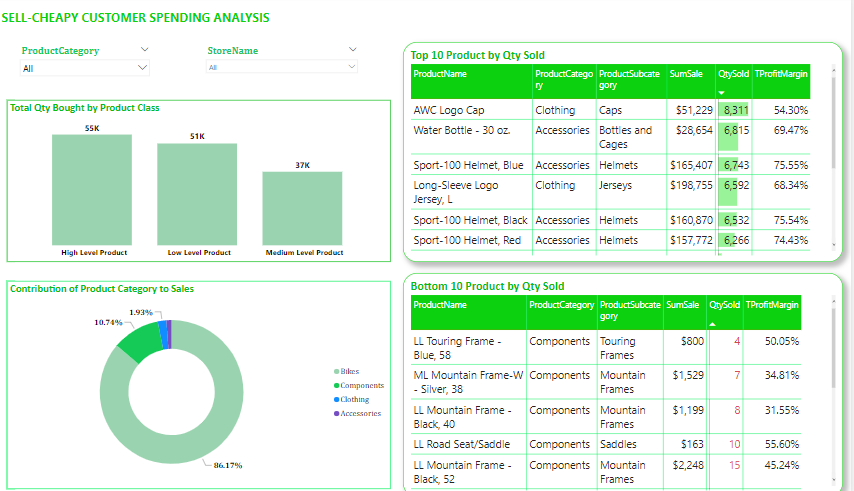 SELL-CHEAPY CUSTOMER SPENDING ANALYSIS
ProductCategory
All
StoreName
All
Total Qty Bought by Product Class
55K
51K
37K
High Level Product
Low Level Product
Medium Level Product
Contribution of Product Category to Sales
1.93%
10.74%
86.17%
Bikes
Components
Clothing
Accessories
Top 10 Product by Qty Sold
ProductName ProductCatego ProductSubcate SumSale QtySold TProfitMargin
ry gory
AWC Logo Cap Clothing Caps $51,229 8,311 54.30%
Water Bottle - 30 oz. Accessories Bottles and $28,654 6,815 69.47%
Cages
Sport-100 Helmet, Blue Accessories Helmets $165,407 6,743 75.55%
Long-Sleeve Logo Clothing Jerseys $198,755 6,592 68.34%
Jersey, L
Sport-100 Helmet, Black Accessories Helmets $160,870 6,532 75.54%
Sport-100 Helmet, Red Accessories Helmets $157,772 6,266 74.43%
Bottom 10 Product by Qty Sold
ProductName ProductCategory ProductSubcate SumSale QtySold TProfitMargin
gory
LL Touring Frame - Components Touring $800 4 50.05%
Blue, 58 Frames
ML Mountain Frame-W Components Mountain $1,529 7 34.81%
- Silver, 38 Frames
LL Mountain Frame - Components Mountain $1,199 8 31.55%
Black, 40 Frames
LL Road Seat/Saddle Components Saddles $163 10 55.60%
LL Mountain Frame - Components Mountain $2,248 15 45.24%
Black, 52 Frames